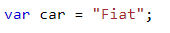 var car = "Fiat";